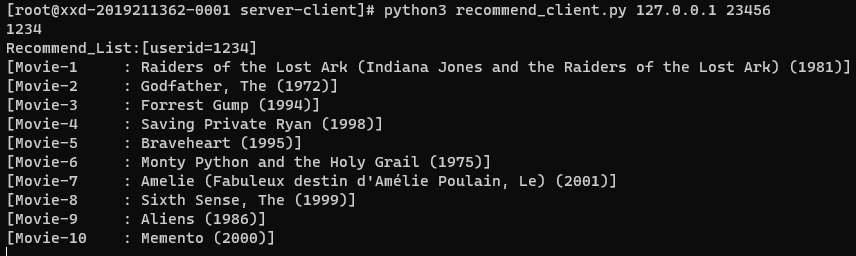 [root@xxd-2019211362-0001 server-client]# python3 recommend_client.py 127.0.0.1 23456
1234
Recommend_List:[userid=1234]
[Movie-1     : Raiders of the Lost Ark (Indiana Jones and the Raiders of the Lost Ark) (1981)]
[Movie-2     : Godfather, The (1972)]
[Movie-3     : Forrest Gump (1994)]
[Movie-4     : Saving Private Ryan (1998)]
[Movie-5     : Braveheart (1995)]
[Movie-6     : Monty Python and the Holy Grail (1975)]
[Movie-7     : Amelie (Fabuleux destin d'Amélie Poulain, Le) (2001)]
[Movie-8     : Sixth Sense, The (1999)]
[Movie-9     : Aliens (1986)]
[Movie-10    : Memento (2000)]